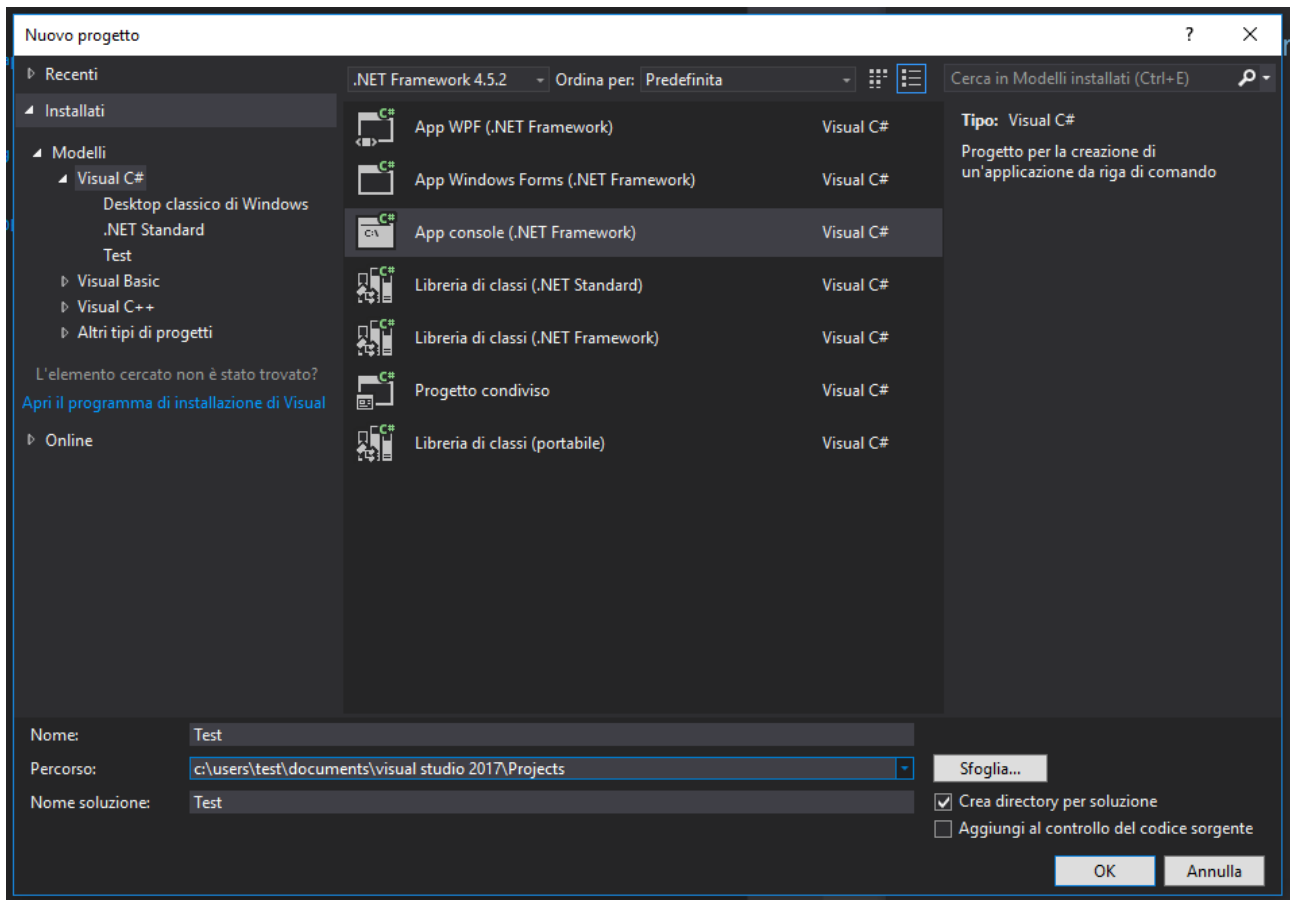 Nuovo progetto
?
Recenti
Installati
Modelli
Visual C#
Desktop classico di Windows
.NET Standard
Test
Visual Basic
Visual C++
Altri tipi di progetti
L'elemento cercato non è stato trovato?
Apri il programma di installazione di Visual
Online
.NET Framework 4.5.2
Ordina per: Predefinita
Cerca in Modelli installati (Ctrl+E)
App WPF (.NET Framework) Visual C#
App Windows Forms (.NET Framework) Visual C#
App console (.NET Framework) Visual C#
Libreria di classi (.NET Standard) Visual C#
Libreria di classi (.NET Framework) Visual C#
Progetto condiviso Visual C#
Libreria di classi (portabile) Visual C#
Tipo: Visual C#
Progetto per la creazione di
un'applicazione da riga di comando
Nome: Test
Percorso: c:\users\test\documents\visual studio 2017\Projects
Sfoglia...
Nome soluzione: Test
Crea directory per soluzione
Aggiungi al controllo del codice sorgente
OK
Annulla